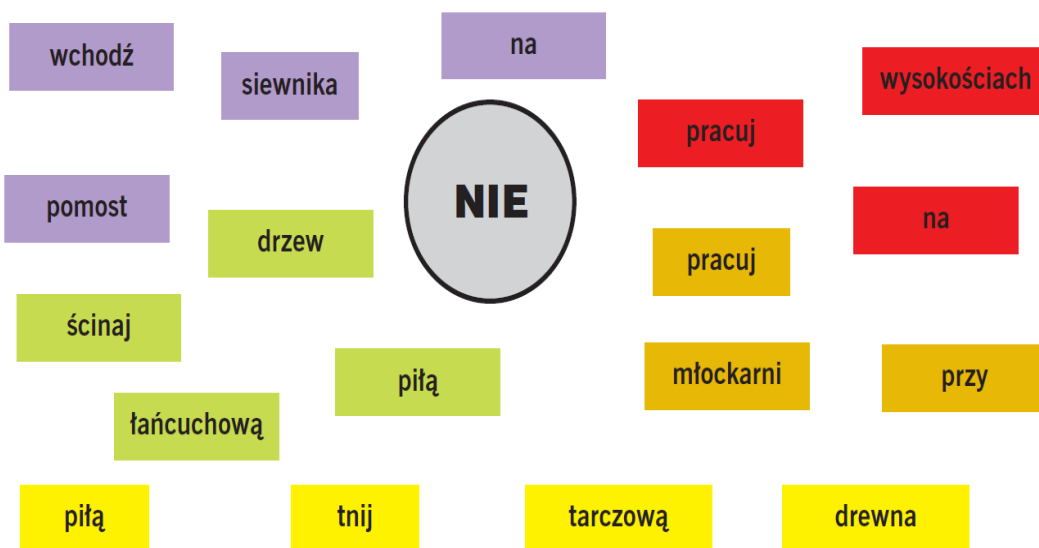 na
wchodź
siewnika
wysokościach
pracuj
NIE
pomost
na
drzew
pracuj
ścinaj
młockarni
przy
piłą
łańcuchową
piłą
tnij
tarczową
drewna